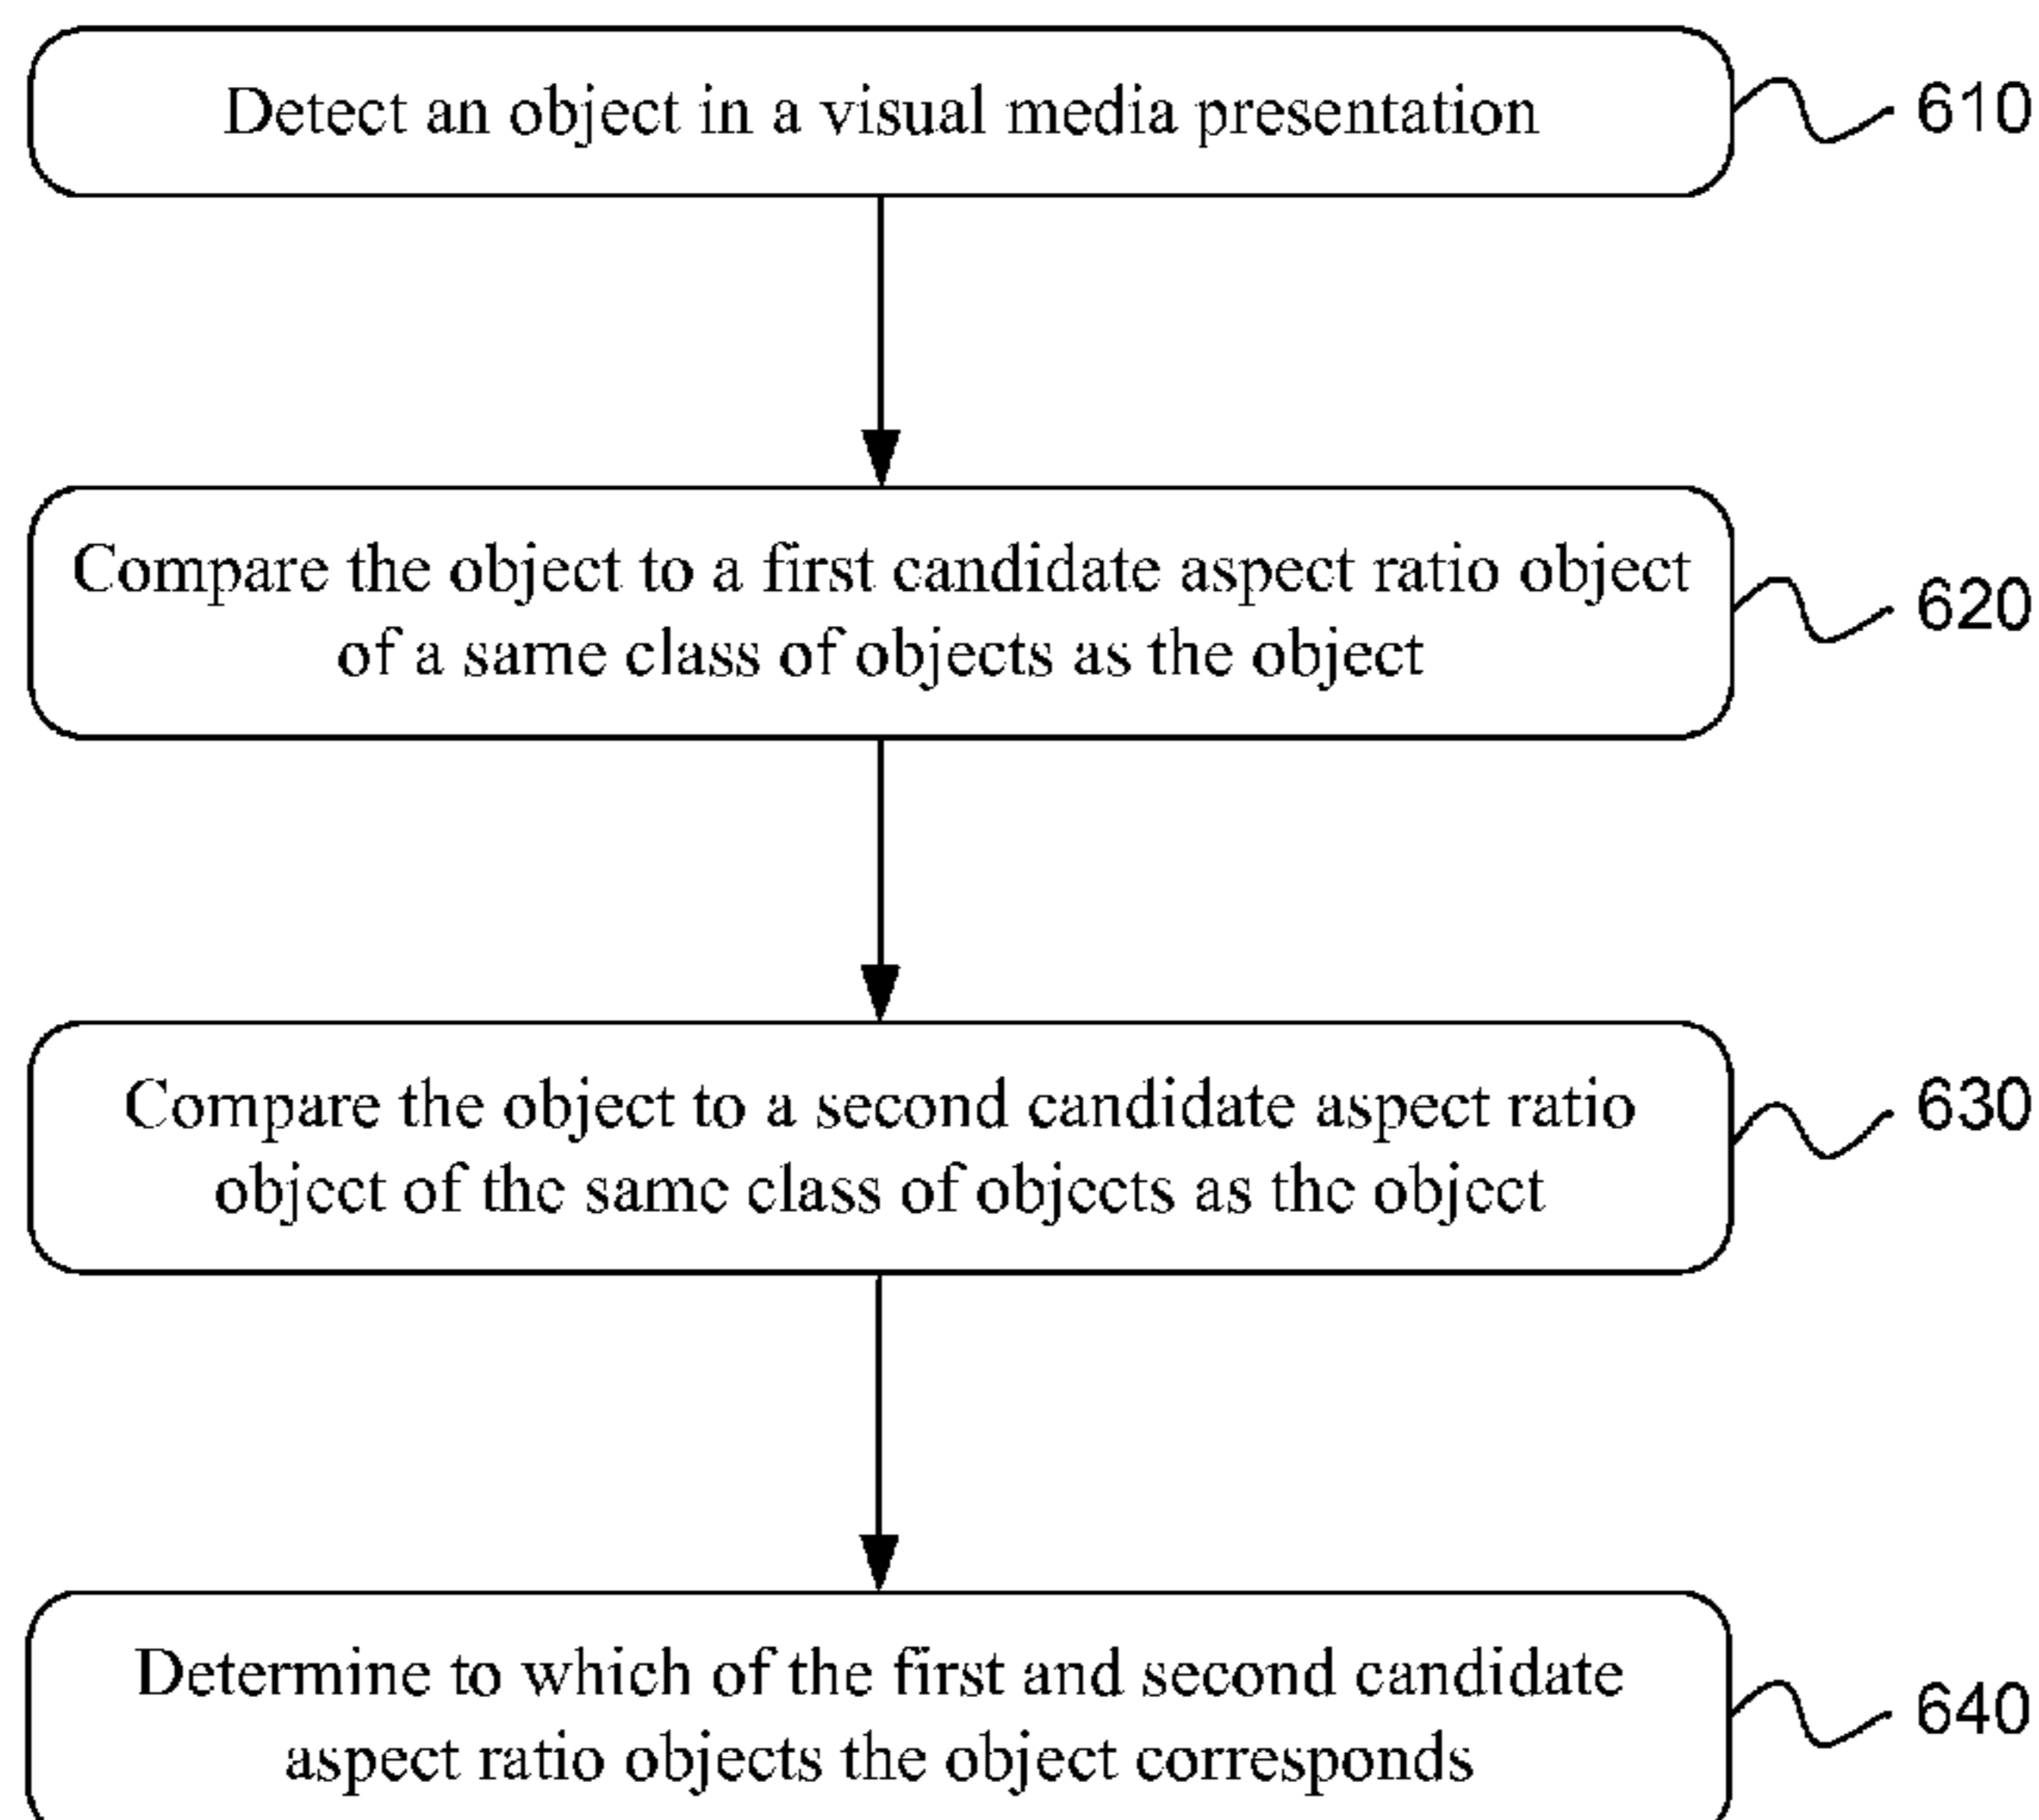 Detect an object in a visual media presentation
610
Compare the object to a first candidate aspect ratio object
of a same class of objects as the object
620
Compare the object to a second candidate aspect ratio
object of the same class of objects as the object
630
Determine to which of the first and second candidate
aspect ratio objects the object corresponds
640